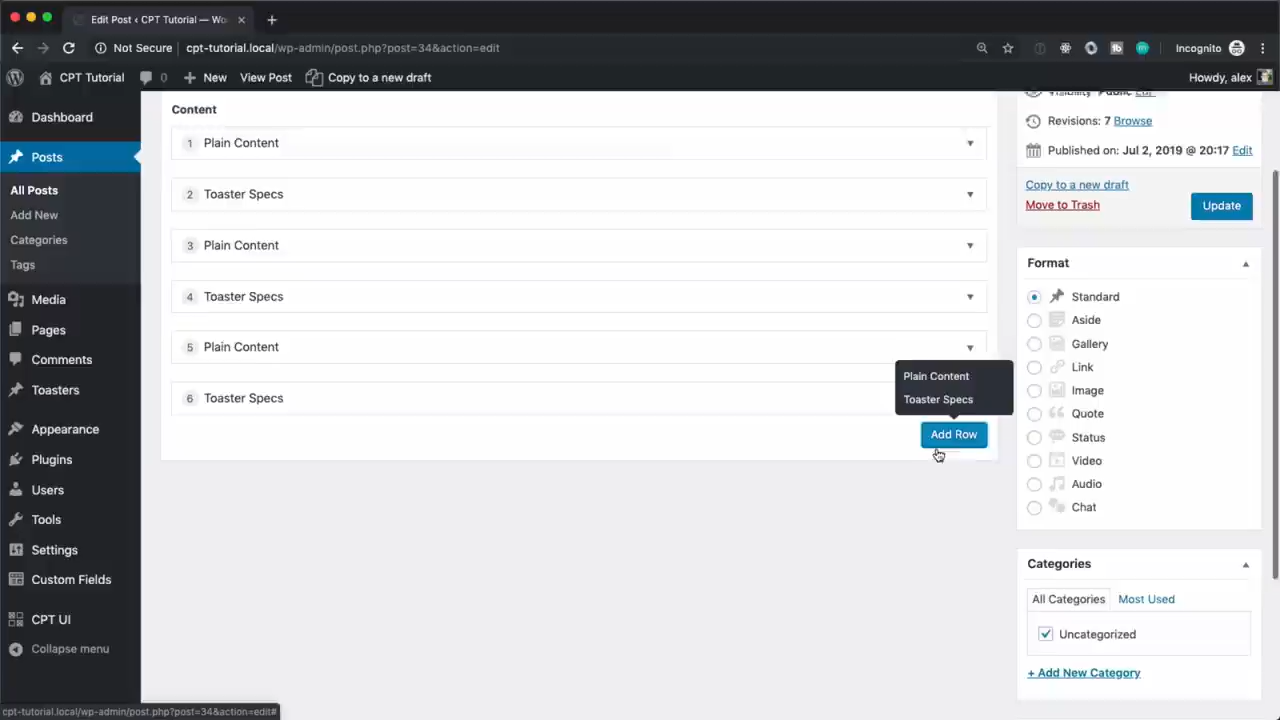 Edit Post ‹ CPT Tutorial — Wo
Not Secure
cpt-tutorial.local/wp-admin/post.php?post=34&action=edit
Incognito
CPT Tutorial
0
New
View Post
Copy to a new draft
Howdy, alex
Dashboard
Posts
All Posts
Add New
Categories
Tags
Media
Pages
Comments
Toasters
Appearance
Plugins
Users
Tools
Settings
Custom Fields
CPT UI
Collapse menu
Content
1 Plain Content
2 Toaster Specs
3 Plain Content
4 Toaster Specs
5 Plain Content
6 Toaster Specs
Plain Content
Toaster Specs
Add Row
Visibility: Public Edit
Revisions: 7 Browse
Published on: Jul 2, 2019 @ 20:17 Edit
Copy to a new draft
Move to Trash
Update
Format
Standard
Aside
Gallery
Link
Image
Quote
Status
Video
Audio
Chat
Categories
All Categories
Most Used
Uncategorized
+ Add New Category
cpt-tutorial.local/wp-admin/post.php?post=34&action=edit#